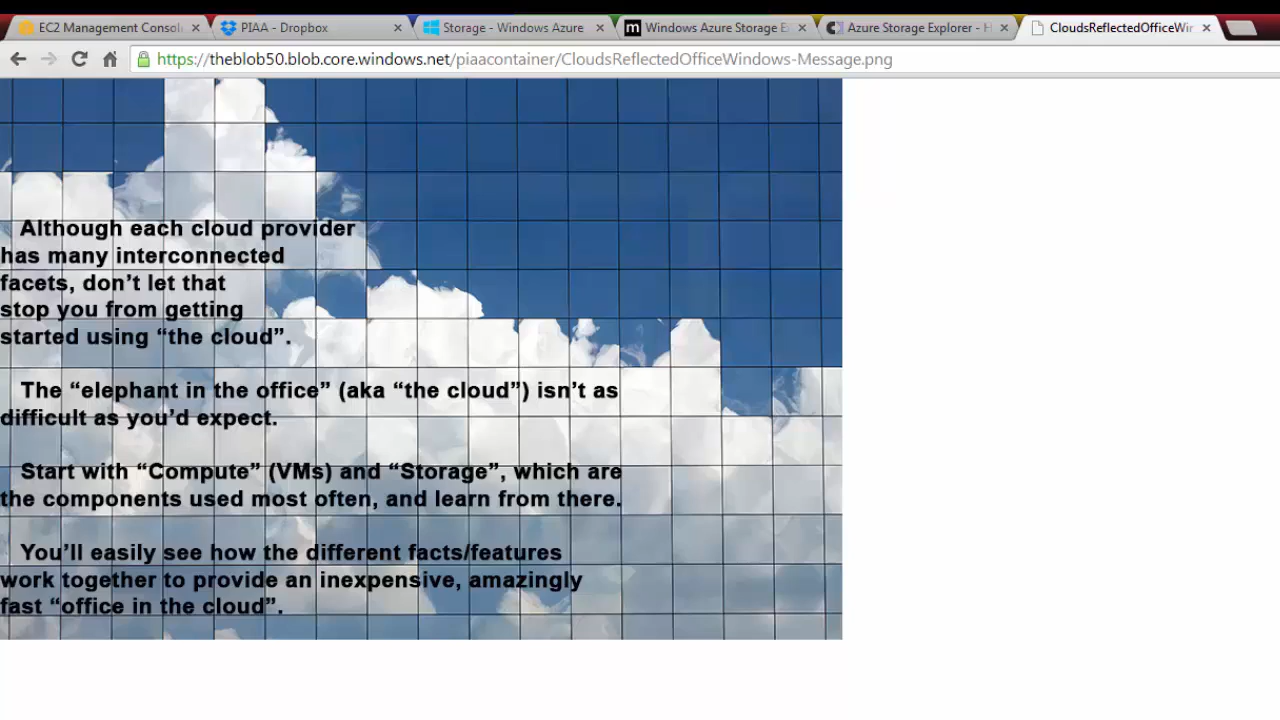 EC2 Management Consol
PIAA - Dropbox
Storage - Windows Azure
Windows Azure Storage E
Azure Storage Explorer - H
CloudsReflectedOfficeWir
https://theblob50.blob.core.windows.net/piaacontainer/CloudsReflectedOfficeWindows-Message.png
Although each cloud provider
has many interconnected
facets, don’t let that
stop you from getting
started using “the cloud”.
The “elephant in the office” (aka “the cloud”) isn’t as
difficult as you’d expect.
Start with “Compute” (VMs) and “Storage”, which are
the components used most often, and learn from there.
You’ll easily see how the different facts/features
work together to provide an inexpensive, amazingly
fast “office in the cloud”.